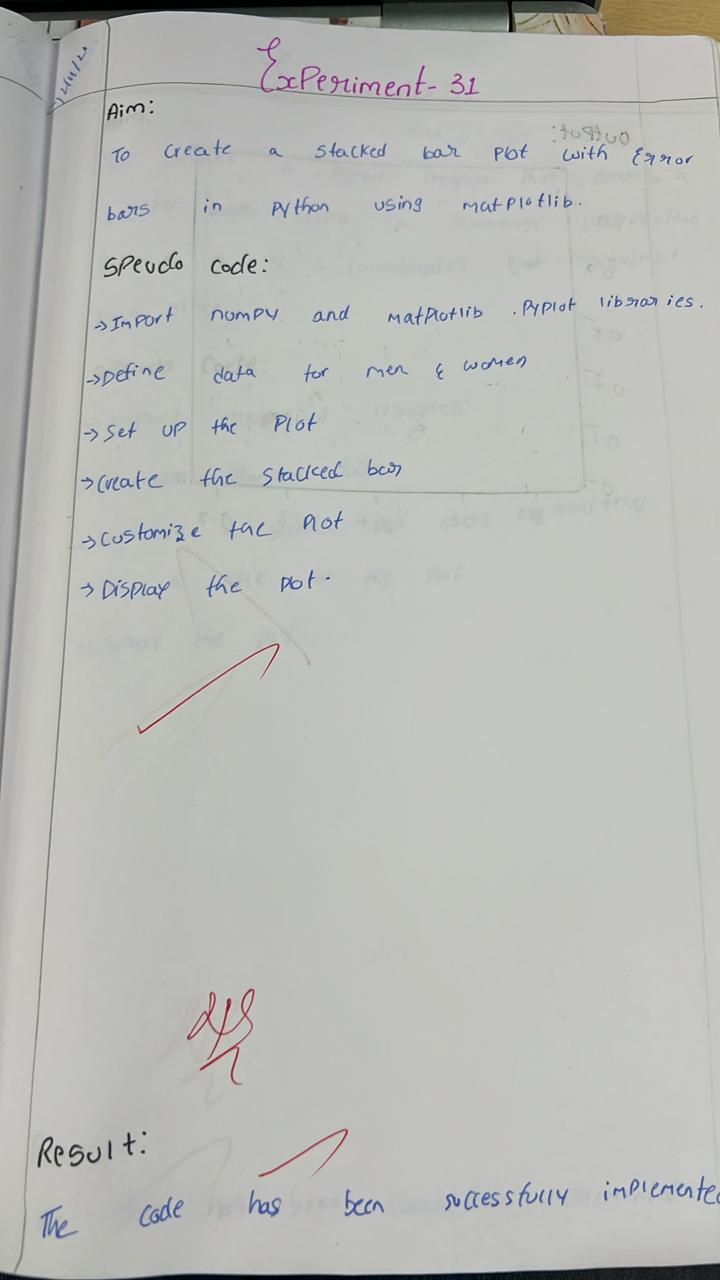 Experiment-31
Aim:
To create a stacked bar plot with Error
bars in python using matplotlib.
SPeudo code:
→Import numpy and matplotlib .pyplot libraries.
→Define data for men & women
→Set up the Plot
→Create the stacked bar
→Customize the Plot
→Display the plot.
Result:
The code has been successfully implemented